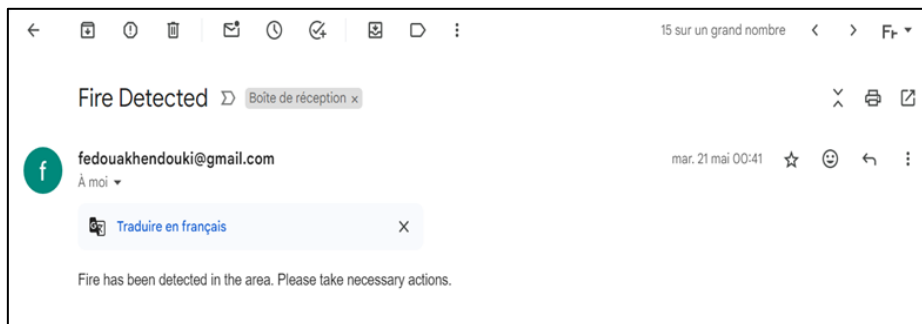 15 sur un grand nombre
Fr
Fire Detected Boîte de réception x
f
fedouakhendouki@gmail.com mar. 21 mai 00:41
À moi
Traduire en français
Fire has been detected in the area. Please take necessary actions.